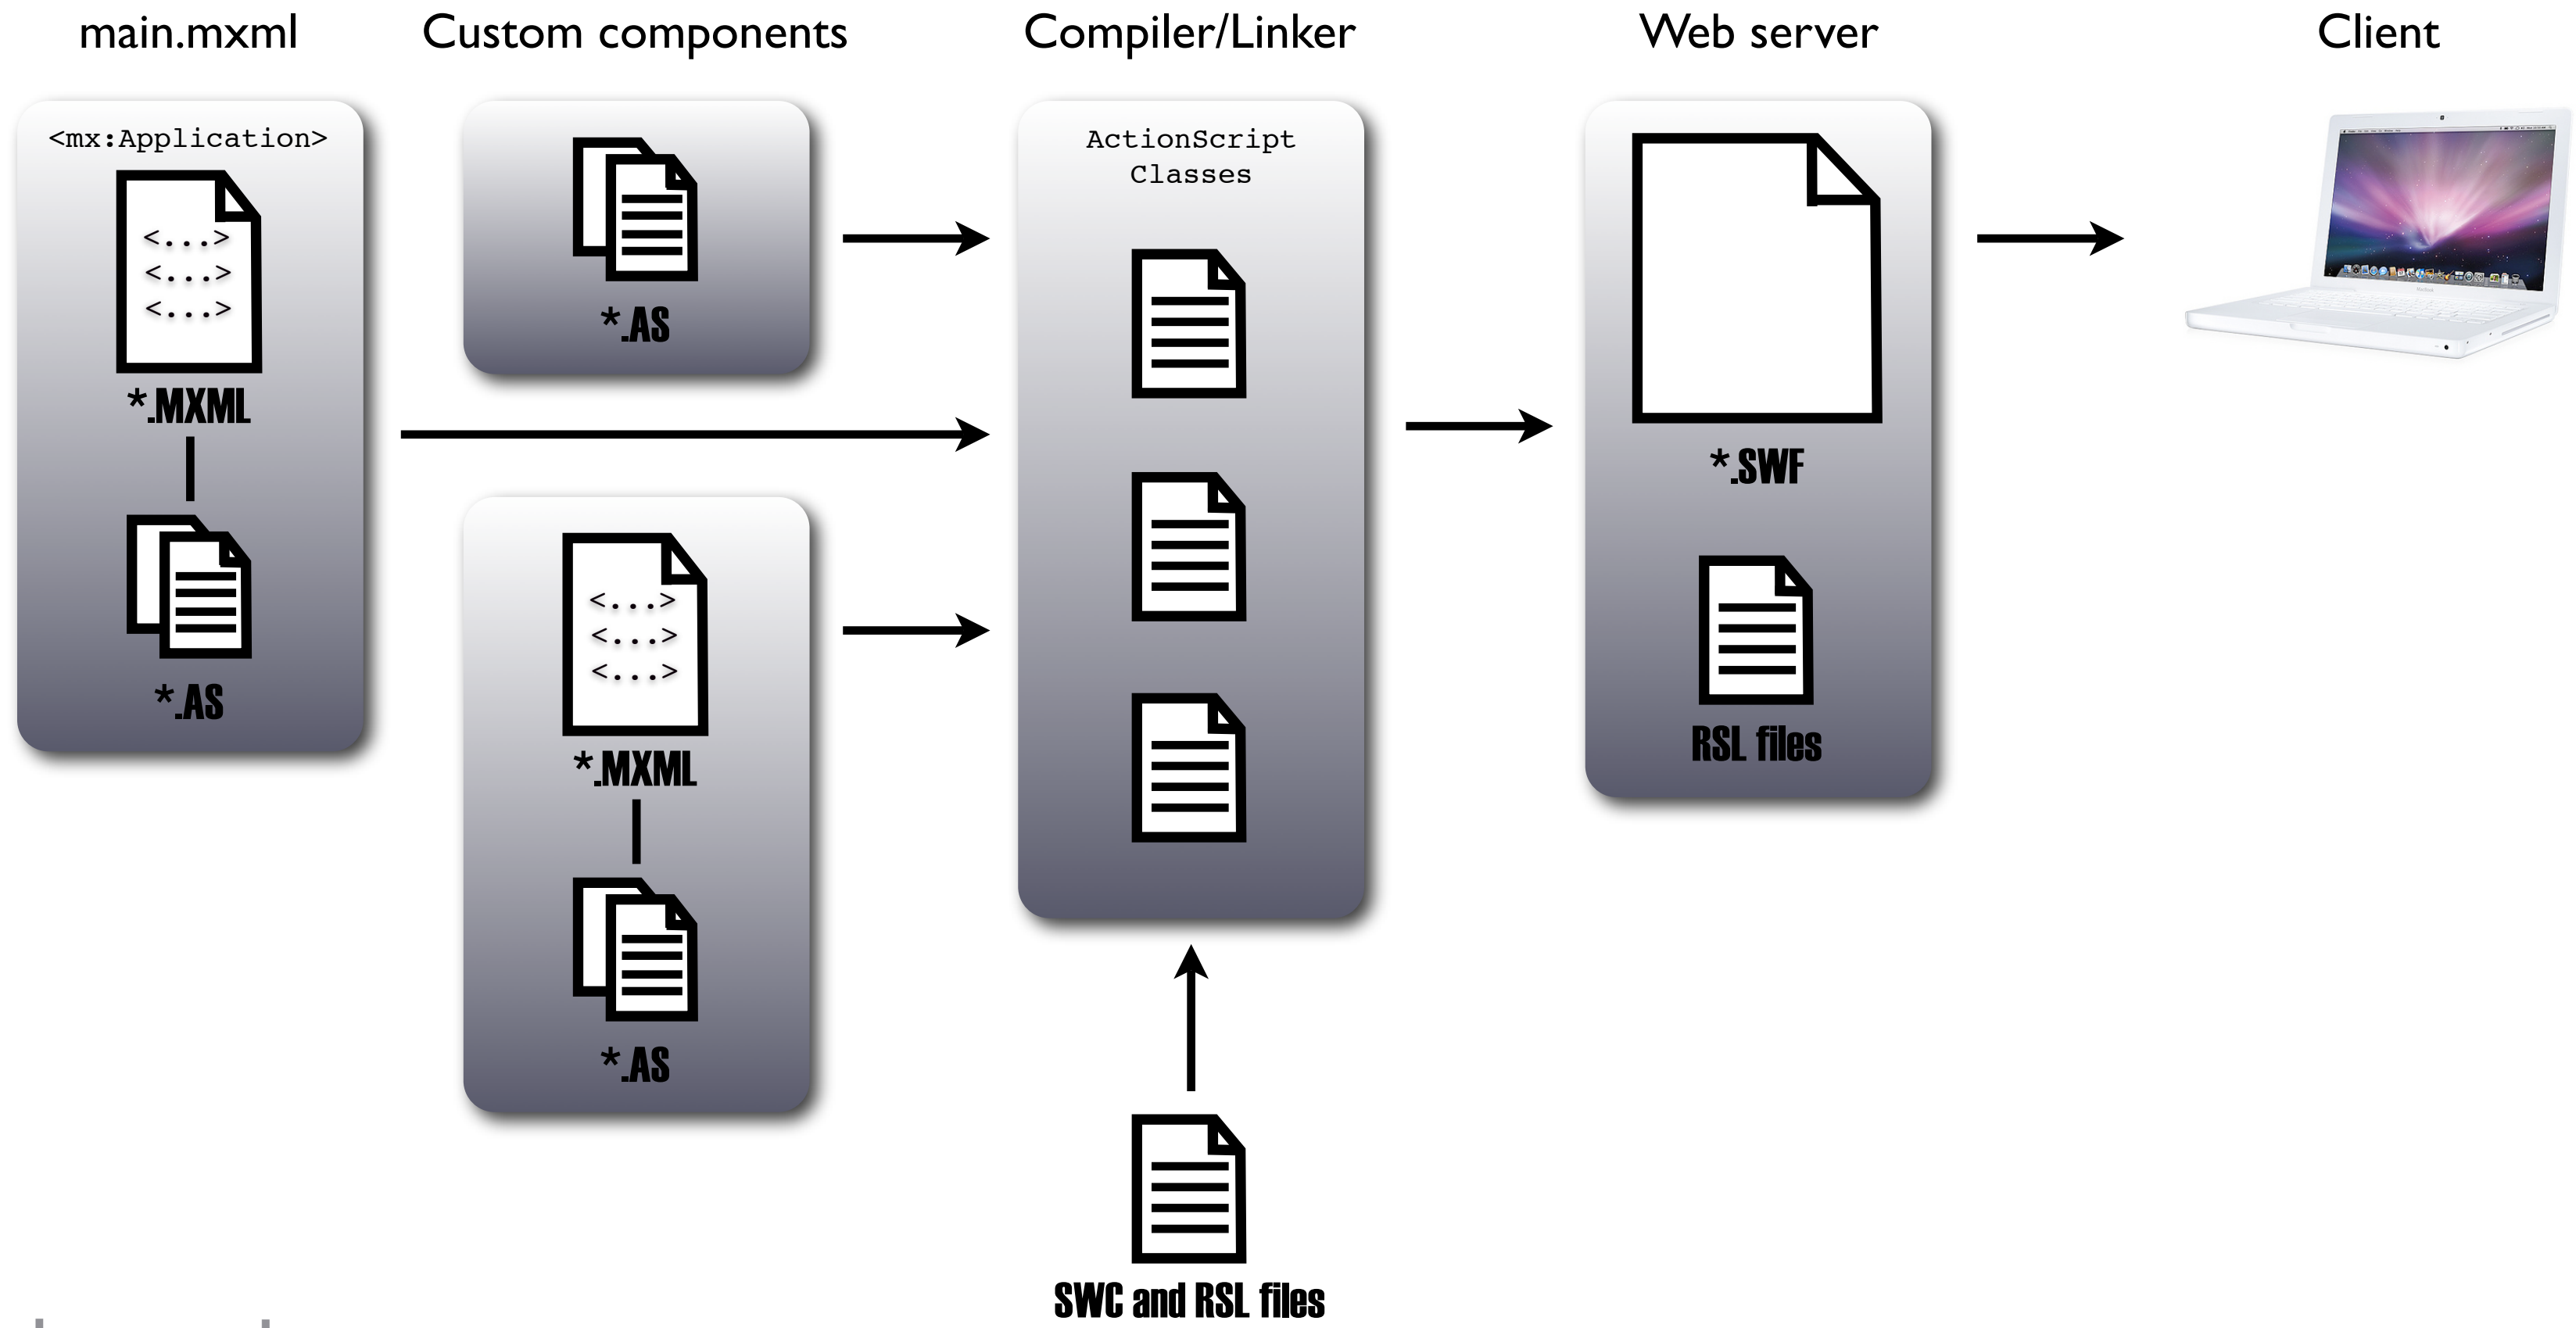 main.mxml
Custom components
Compiler/Linker
Web server
Client
<mx:Application>
<...>
<...>
<...>
*.MXML
*.AS
*.AS
<...>
<...>
<...>
*.MXML
*.AS
ActionScript
Classes
SWC and RSL files
*.SWF
RSL files